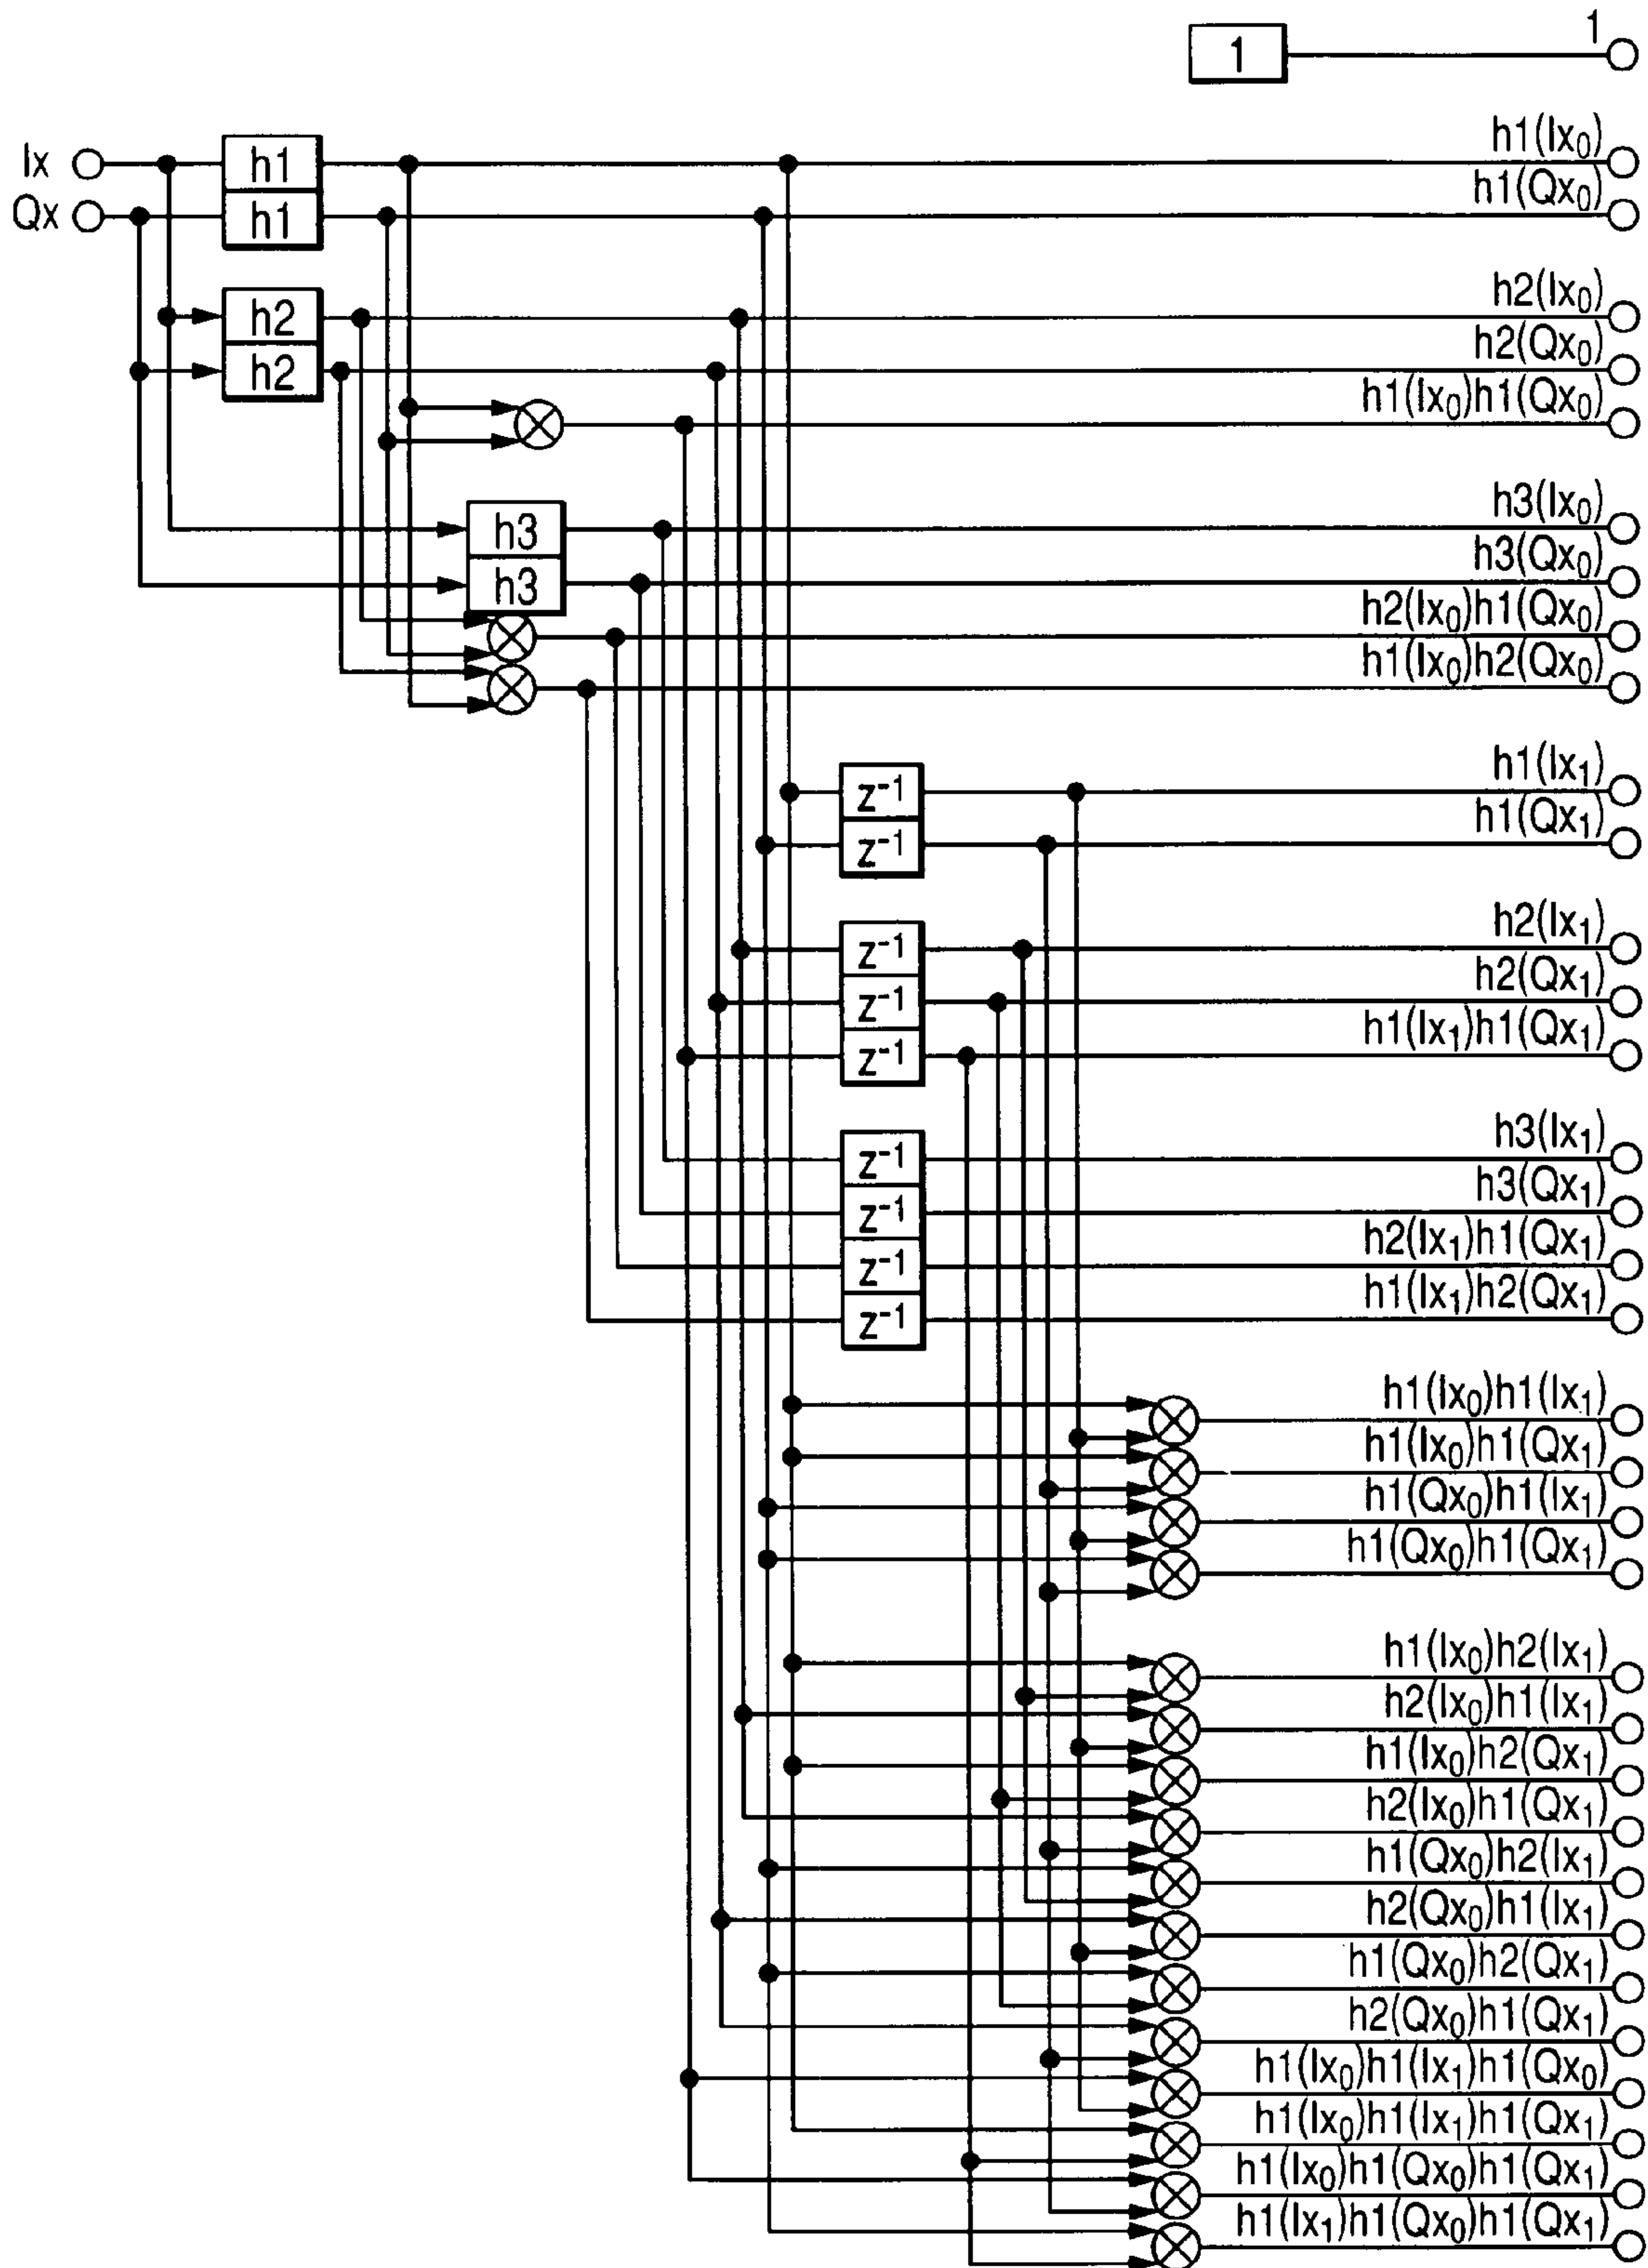 1
1
Ix
h1
h1(Ix₀)
Qx
h1
h1(Qx₀)
h2
h2(Ix₀)
h2
h2(Qx₀)
h1(Ix₀)h1(Qx₀)
h3
h3(Ix₀)
h3
h3(Qx₀)
h2(Ix₀)h1(Qx₀)
h1(Ix₀)h2(Qx₀)
z⁻¹
h1(Ix₁)
z⁻¹
h1(Qx₁)
z⁻¹
h2(Ix₁)
z⁻¹
h2(Qx₁)
z⁻¹
h1(Ix₁)h1(Qx₁)
z⁻¹
h3(Ix₁)
z⁻¹
h3(Qx₁)
z⁻¹
h2(Ix₁)h1(Qx₁)
z⁻¹
h1(Ix₁)h2(Qx₁)
h1(Ix₀)h1(Ix₁)
h1(Ix₀)h1(Qx₁)
h1(Qx₀)h1(Ix₁)
h1(Qx₀)h1(Qx₁)
h1(Ix₀)h2(Ix₁)
h2(Ix₀)h1(Ix₁)
h1(Ix₀)h2(Qx₁)
h2(Ix₀)h1(Qx₁)
h1(Qx₀)h2(Ix₁)
h2(Qx₀)h1(Ix₁)
h1(Qx₀)h2(Qx₁)
h2(Qx₀)h1(Qx₁)
h1(Ix₀)h1(Ix₁)h1(Qx₀)
h1(Ix₀)h1(Ix₁)h1(Qx₁)
h1(Ix₀)h1(Qx₀)h1(Qx₁)
h1(Ix₁)h1(Qx₀)h1(Qx₁)